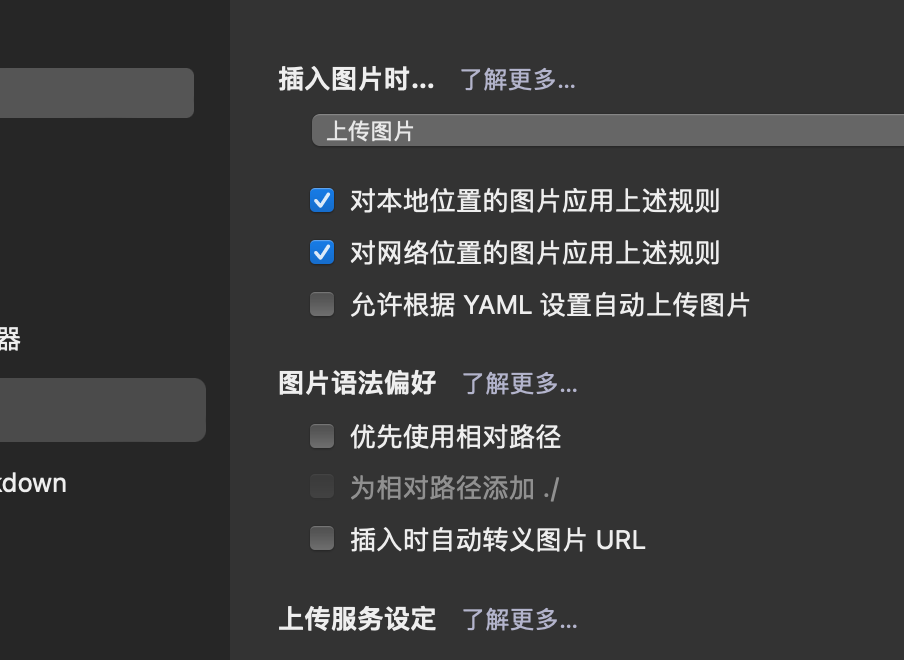 插入图片时... 了解更多...
上传图片
对本地位置的图片应用上述规则
对网络位置的图片应用上述规则
允许根据 YAML 设置自动上传图片
器
图片语法偏好 了解更多...
优先使用相对路径
kdown
为相对路径添加 ./
插入时自动转义图片 URL
上传服务设定 了解更多...